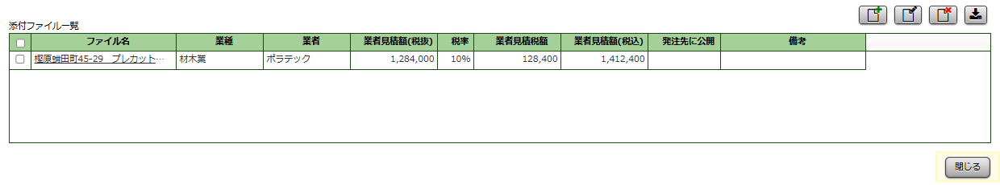 添付ファイル一覧
ファイル名 業種 業者 業者見積額(税抜) 税率 業者見積税額 業者見積額(税込) 発注先に公開 備考
樫原蛸田町45-29　プレカット… 材木業 ポラテック 1,284,000 10% 128,400 1,412,400
閉じる